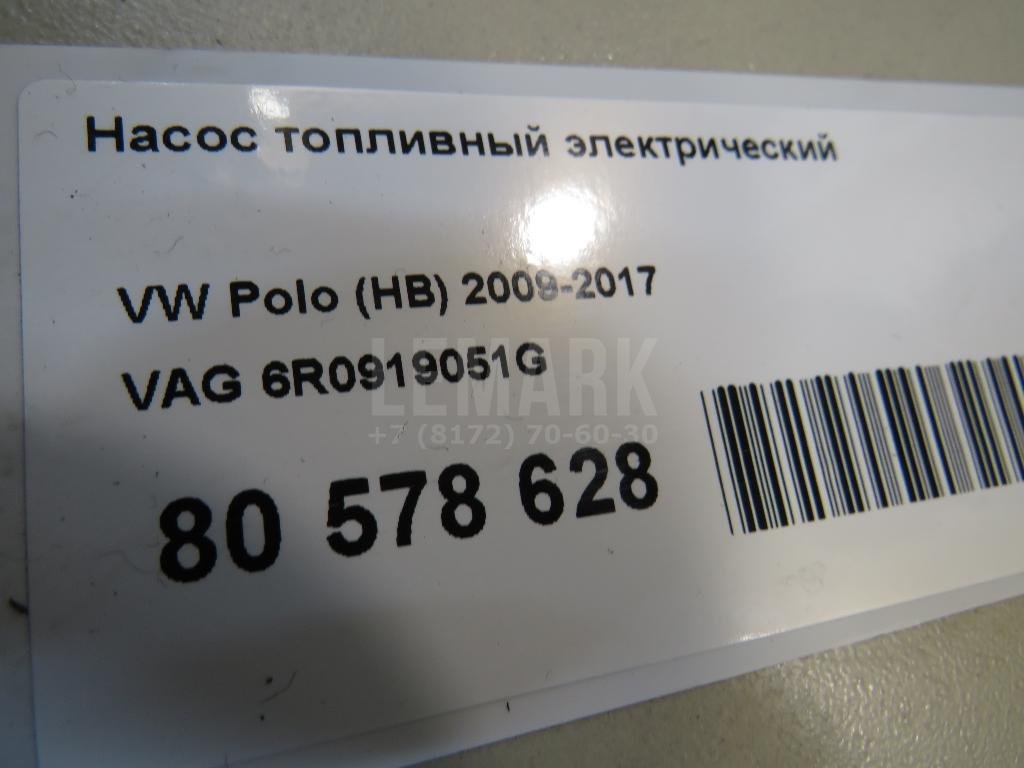 Насос топливный электрический
VW Polo (HB) 2009-2017
VAG 6R0919051G
LEMARK
+7 (8172) 70-60-30
80 578 628